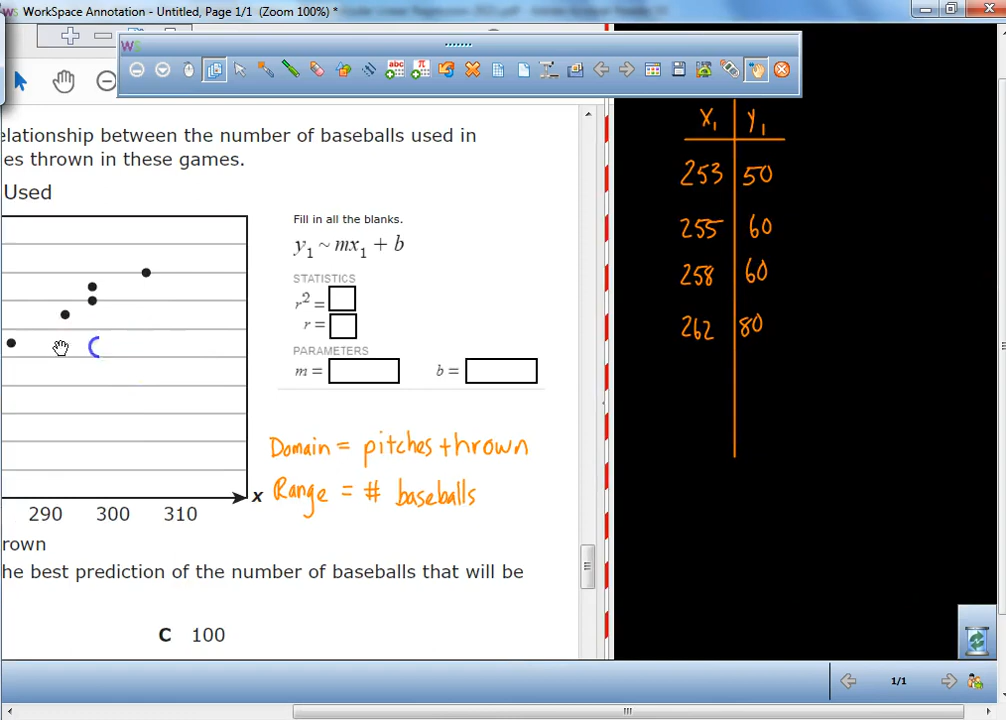 WorkSpace Annotation - Untitled, Page 1/1 (Zoom 100%) *
WS
abc
π
elationship between the number of baseballs used in
es thrown in these games.
Used
Fill in all the blanks.
y₁ ~ mx₁ + b
STATISTICS
r² =
r =
PARAMETERS
m =
b =
Domain = pitches thrown
Range = # baseballs
x
290 300 310
rown
he best prediction of the number of baseballs that will be
C 100
x₁ y₁
253 50
255 60
258 60
262 80
1/1